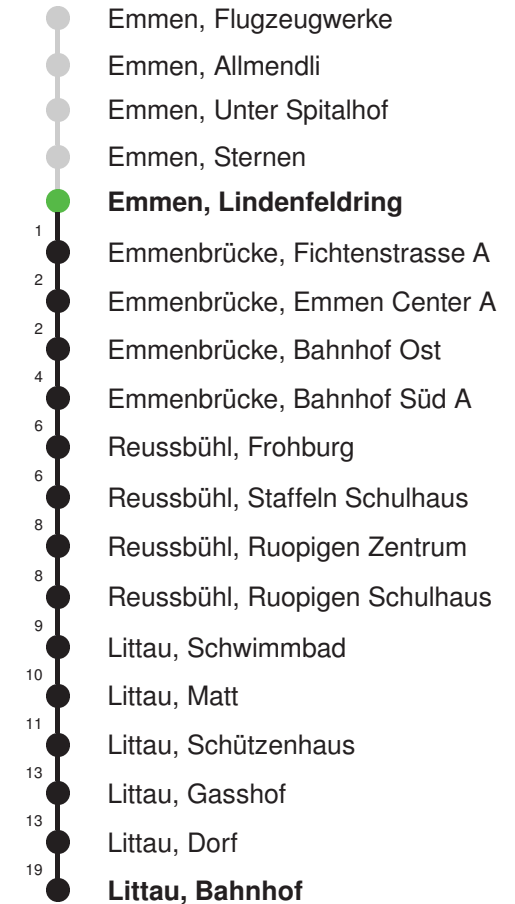 Emmen, Flugzeugwerke
Emmen, Allmendli
Emmen, Unter Spitalhof
Emmen, Sternen
Emmen, Lindenfeldring
1
Emmenbrücke, Fichtenstrasse A
2
Emmenbrücke, Emmen Center A
2
Emmenbrücke, Bahnhof Ost
4
Emmenbrücke, Bahnhof Süd A
6
Reussbühl, Frohburg
6
Reussbühl, Staffeln Schulhaus
8
Reussbühl, Ruopigen Zentrum
8
Reussbühl, Ruopigen Schulhaus
9
Littau, Schwimmbad
10
Littau, Matt
11
Littau, Schützenhaus
13
Littau, Gasshof
13
Littau, Dorf
19
Littau, Bahnhof